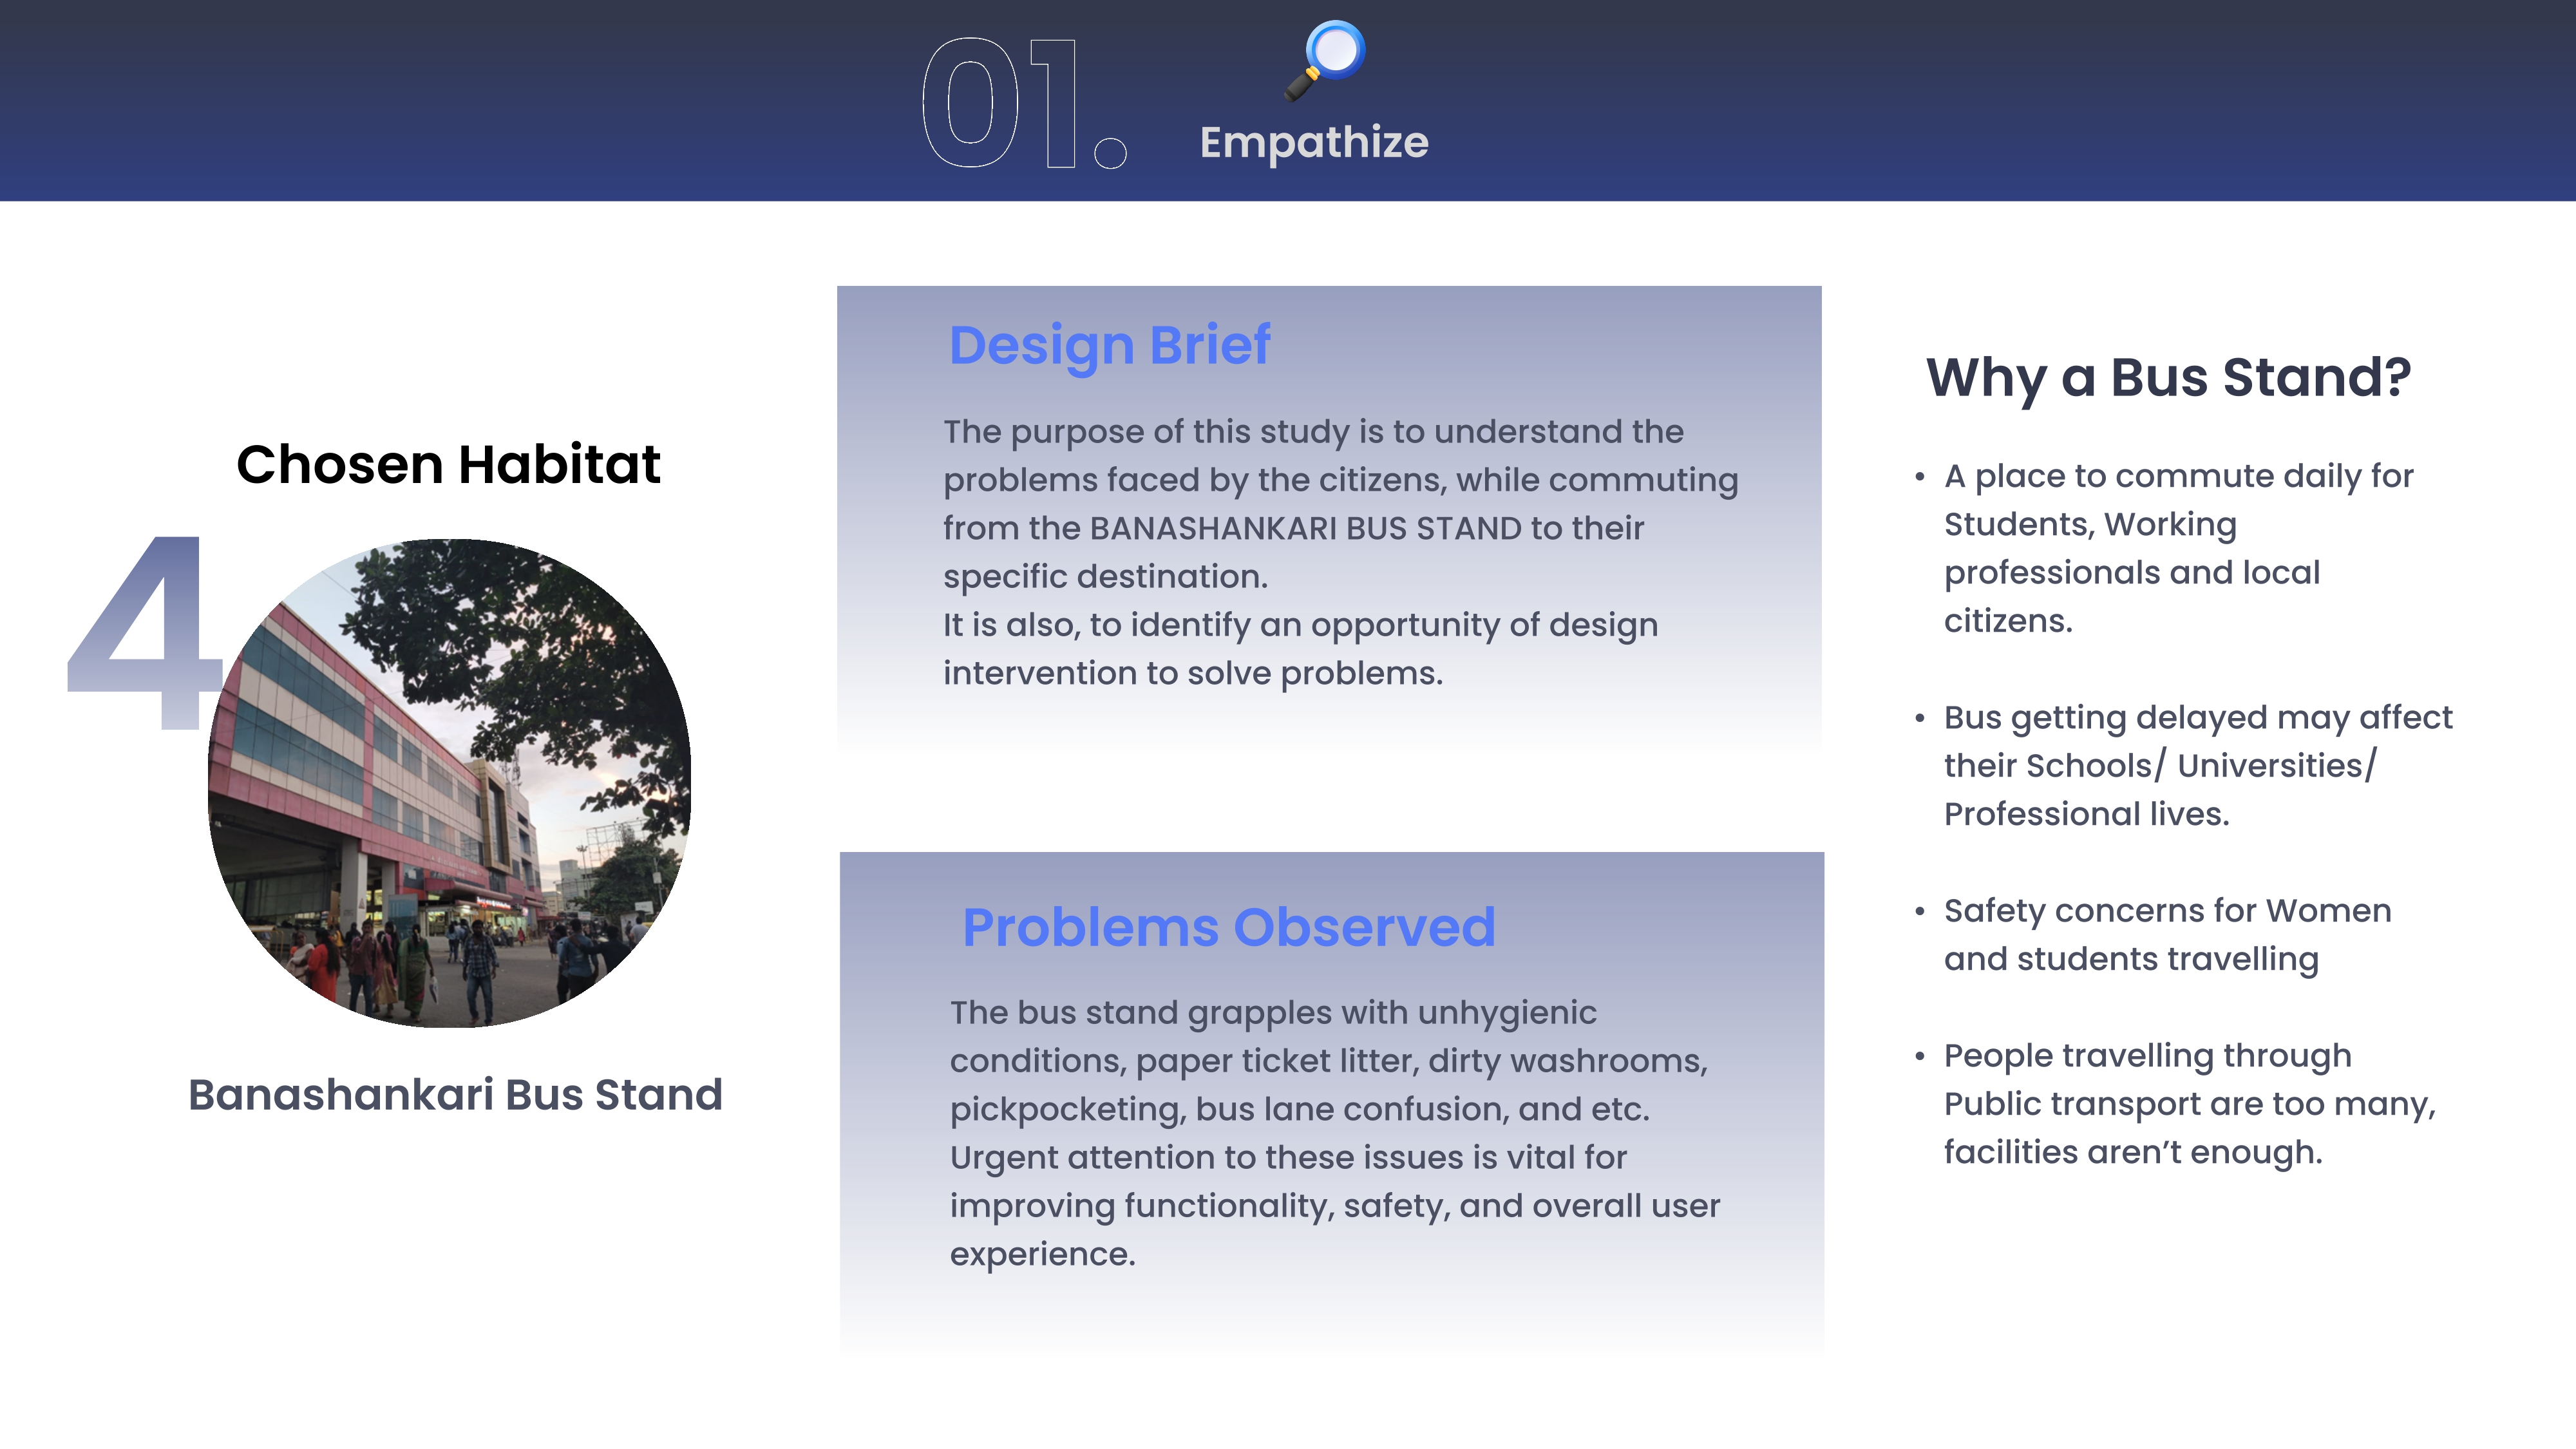 01.
Empathize
Chosen Habitat
4
Banashankari Bus Stand
Design Brief
The purpose of this study is to understand the
problems faced by the citizens, while commuting
from the BANASHANKARI BUS STAND to their
specific destination.
It is also, to identify an opportunity of design
intervention to solve problems.
Problems Observed
The bus stand grapples with unhygienic
conditions, paper ticket litter, dirty washrooms,
pickpocketing, bus lane confusion, and etc.
Urgent attention to these issues is vital for
improving functionality, safety, and overall user
experience.
Why a Bus Stand?
• A place to commute daily for
Students, Working
professionals and local
citizens.
• Bus getting delayed may affect
their Schools/ Universities/
Professional lives.
• Safety concerns for Women
and students travelling
• People travelling through
Public transport are too many,
facilities aren’t enough.